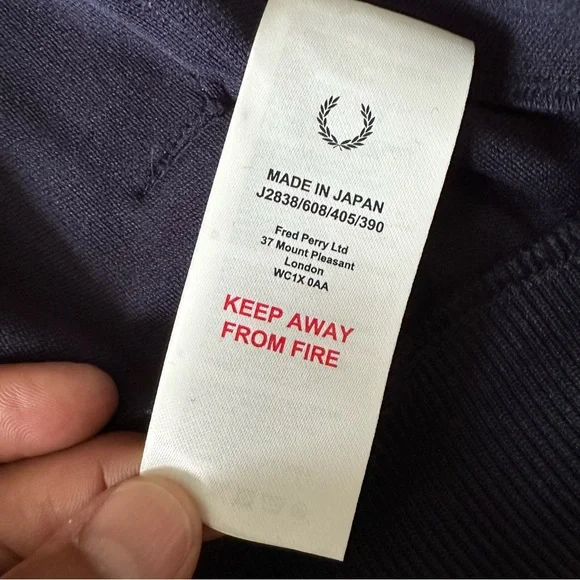 MADE IN JAPAN
J2838/608/405/390
Fred Perry Ltd
37 Mount Pleasant
London
WC1X 0AA
KEEP AWAY
FROM FIRE